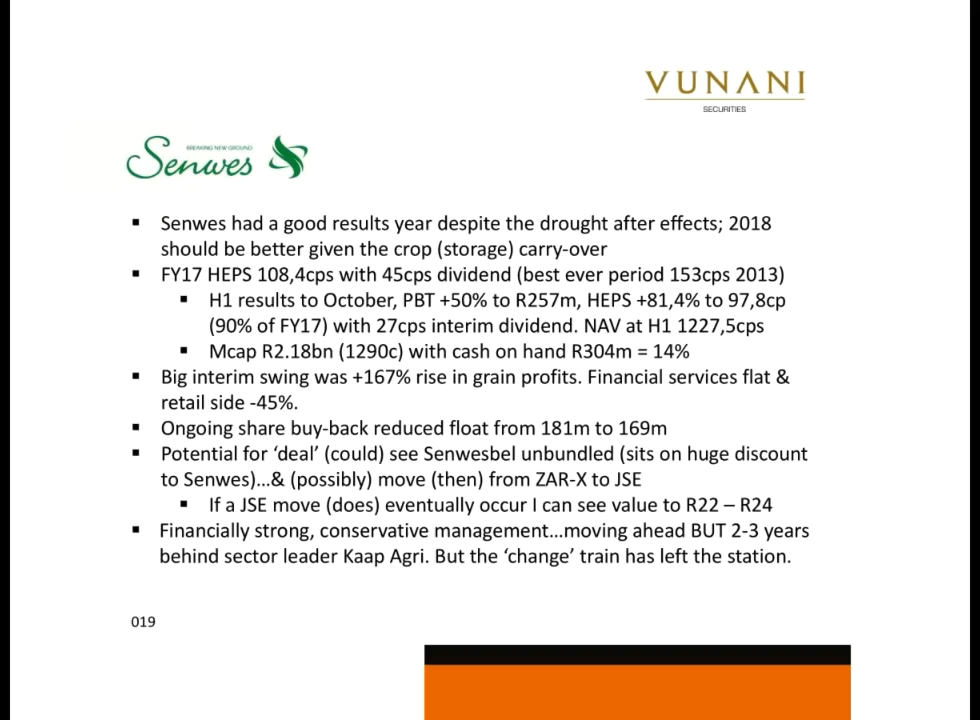 VUNANI
SECURITIES
BREAKING NEW GROUND
Senwes
▪ Senwes had a good results year despite the drought after effects; 2018
should be better given the crop (storage) carry-over
▪ FY17 HEPS 108,4cps with 45cps dividend (best ever period 153cps 2013)
▪ H1 results to October, PBT +50% to R257m, HEPS +81,4% to 97,8cp
(90% of FY17) with 27cps interim dividend. NAV at H1 1227,5cps
▪ Mcap R2.18bn (1290c) with cash on hand R304m = 14%
▪ Big interim swing was +167% rise in grain profits. Financial services flat &
retail side -45%.
▪ Ongoing share buy-back reduced float from 181m to 169m
▪ Potential for ‘deal’ (could) see Senwesbel unbundled (sits on huge discount
to Senwes)…& (possibly) move (then) from ZAR-X to JSE
▪ If a JSE move (does) eventually occur I can see value to R22 – R24
▪ Financially strong, conservative management…moving ahead BUT 2-3 years
behind sector leader Kaap Agri. But the ‘change’ train has left the station.
019